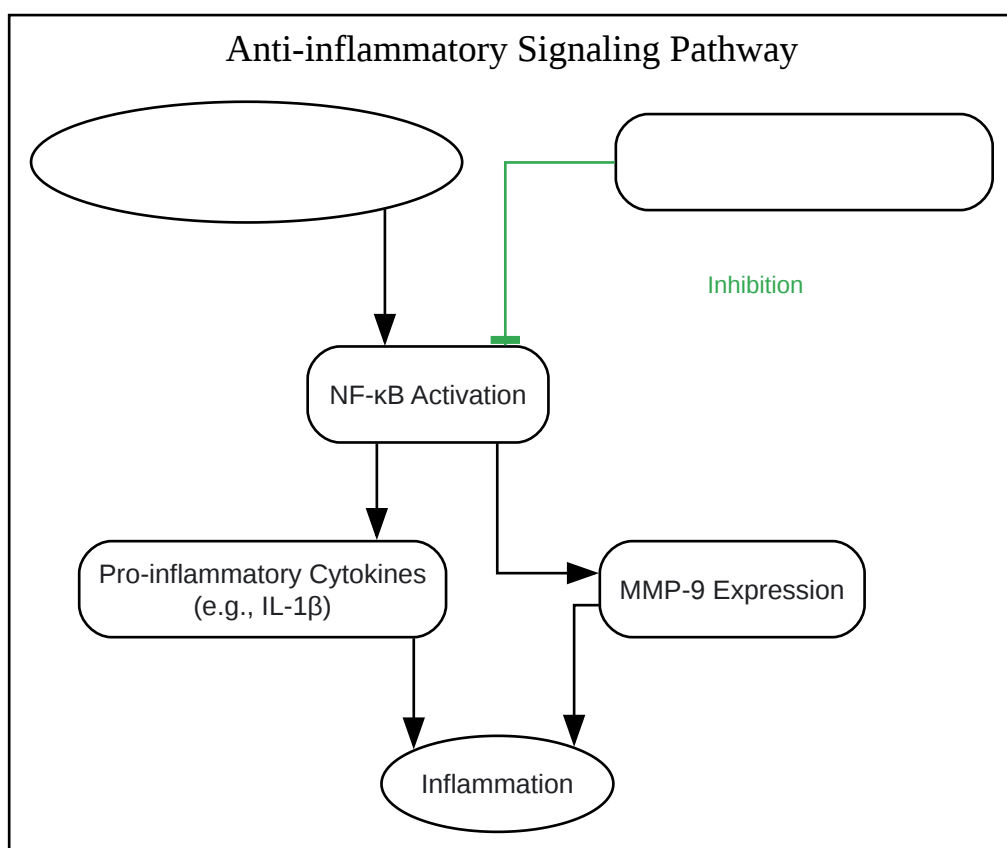 Anti-inflammatory Signaling Pathway
Inhibition
NF-κB Activation
Pro-inflammatory Cytokines
(e.g., IL-1β)
MMP-9 Expression
Inflammation